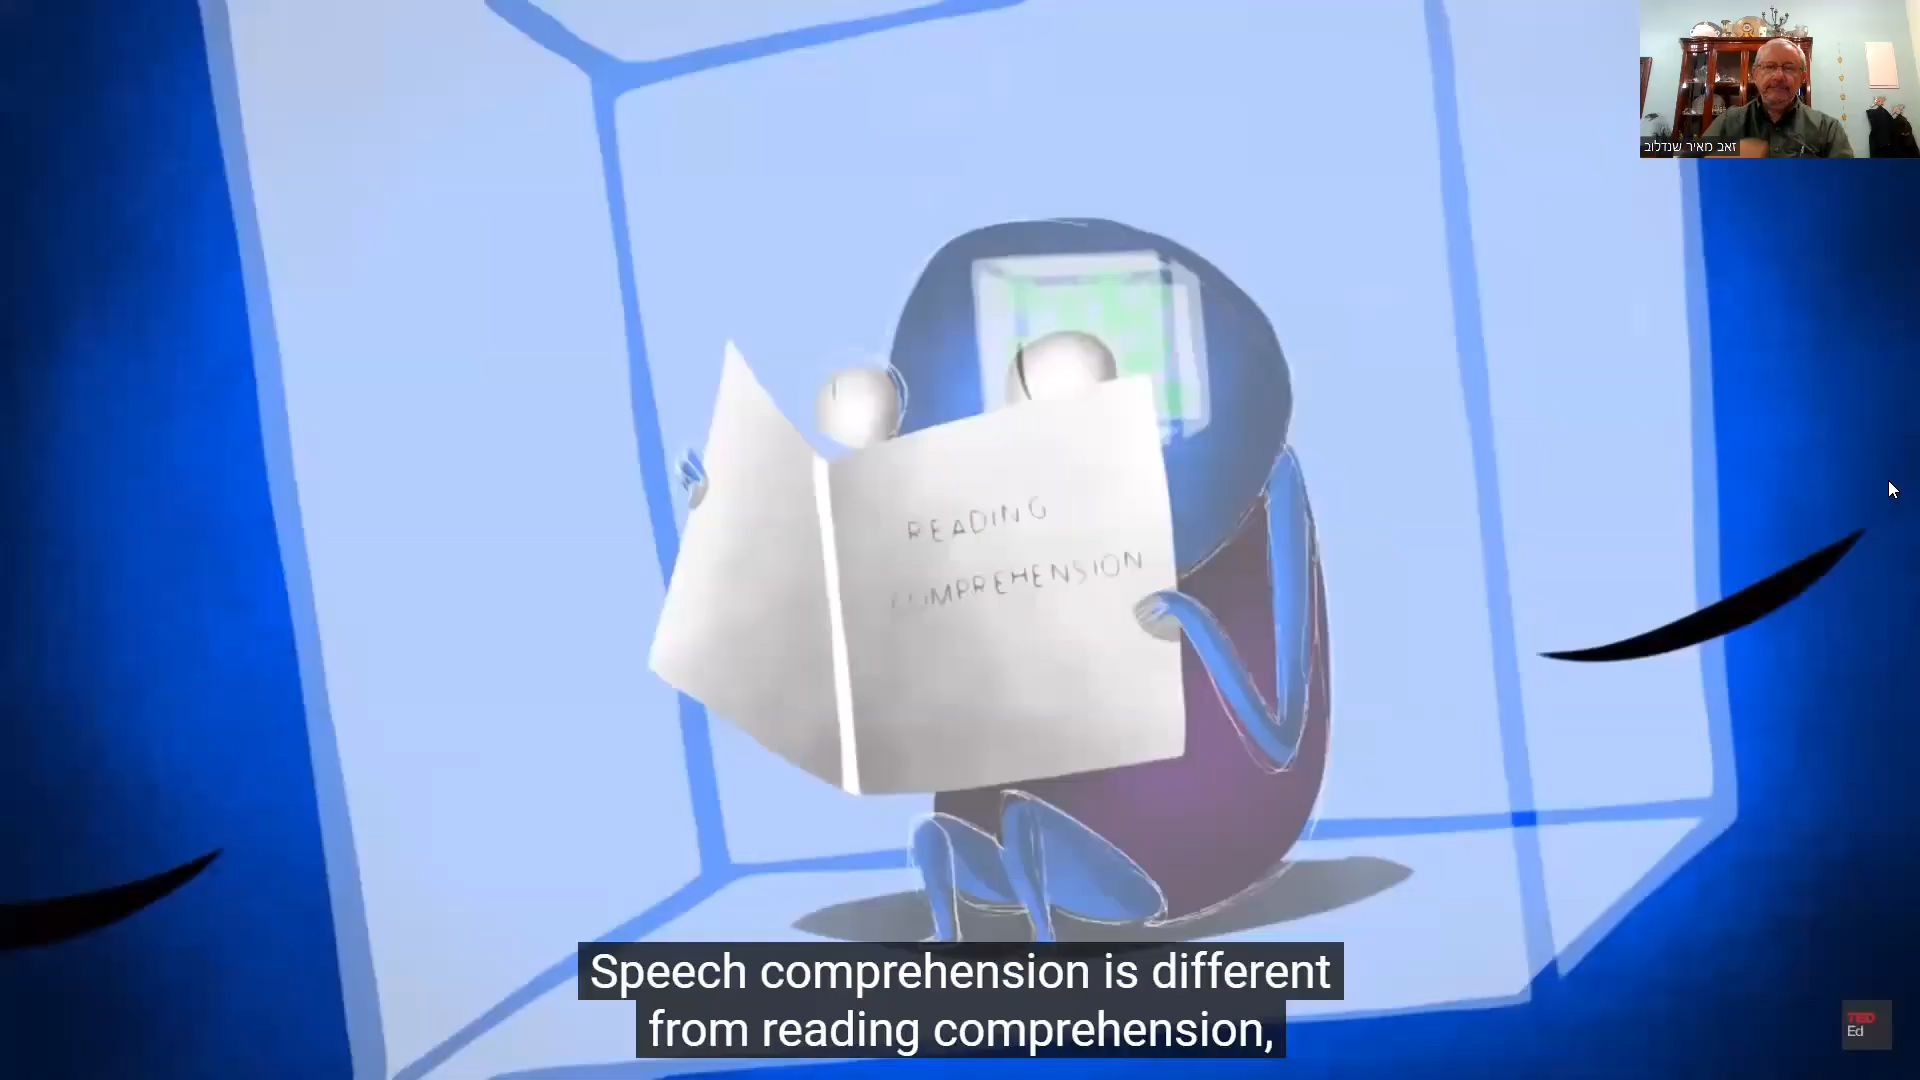 זאב מאיר שנדלוב
READING
COMPREHENSION
Speech comprehension is different
from reading comprehension,
TED
Ed